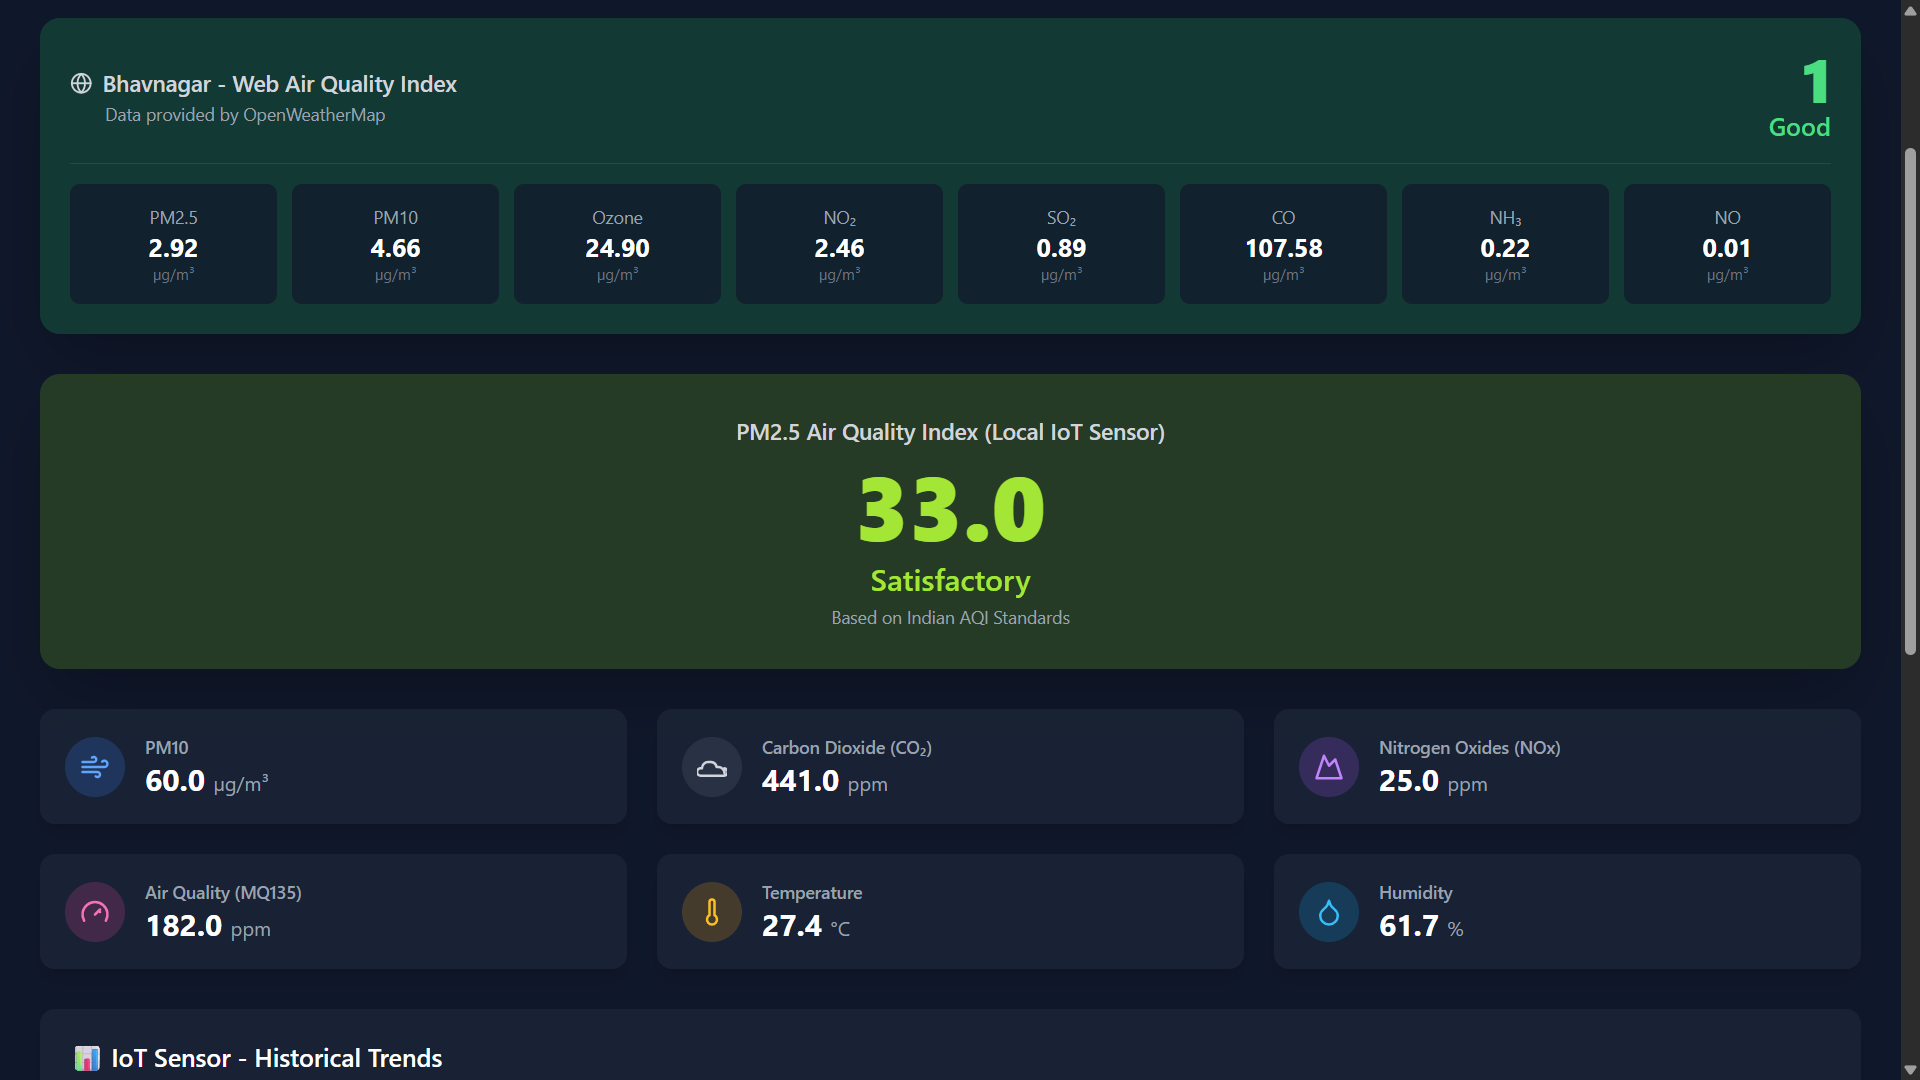 Bhavnagar - Web Air Quality Index
Data provided by OpenWeatherMap
1
Good
PM2.5
2.92
µg/m³
PM10
4.66
µg/m³
Ozone
24.90
µg/m³
NO₂
2.46
µg/m³
SO₂
0.89
µg/m³
CO
107.58
µg/m³
NH₃
0.22
µg/m³
NO
0.01
µg/m³
PM2.5 Air Quality Index (Local IoT Sensor)
33.0
Satisfactory
Based on Indian AQI Standards
PM10
60.0 µg/m³
Carbon Dioxide (CO₂)
441.0 ppm
Nitrogen Oxides (NOx)
25.0 ppm
Air Quality (MQ135)
182.0 ppm
Temperature
27.4 °C
Humidity
61.7 %
IoT Sensor - Historical Trends